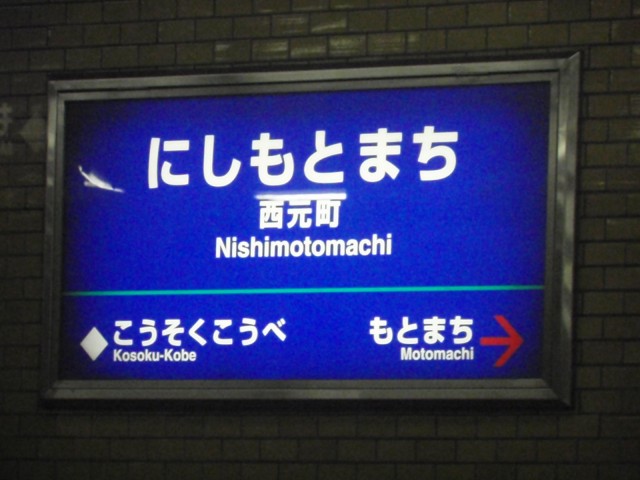 にしもとまち
西元町
Nishimotomachi
こうそくこうべ もとまち
Kosoku-Kobe Motomachi